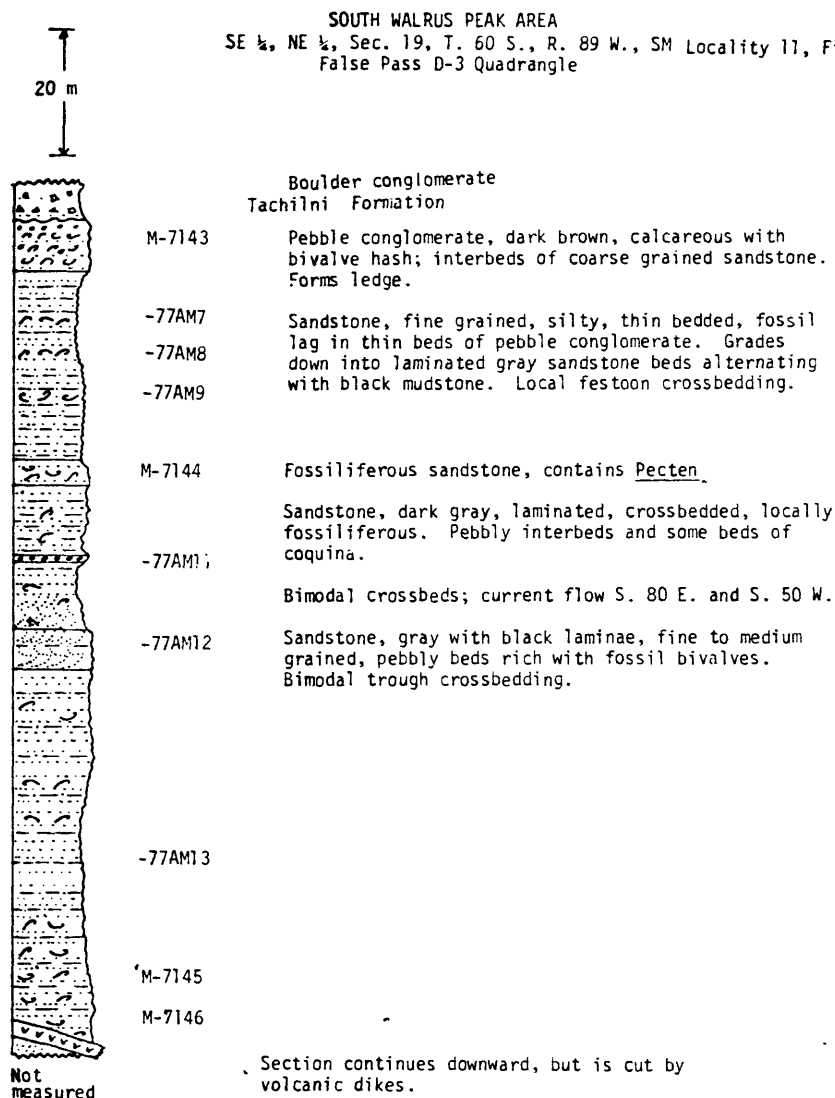 SOUTH WALRUS PEAK AREA
SE ¼, NE ¼, Sec. 19, T. 60 S., R. 89 W., SM Locality 11, F
False Pass D-3 Quadrangle
20 m
Boulder conglomerate
Tachilni Formation
M-7143
Pebble conglomerate, dark brown, calcareous with
bivalve hash; interbeds of coarse grained sandstone.
Forms ledge.
-77AM7
-77AM8
-77AM9
Sandstone, fine grained, silty, thin bedded, fossil
lag in thin beds of pebble conglomerate. Grades
down into laminated gray sandstone beds alternating
with black mudstone. Local festoon crossbedding.
M-7144
Fossiliferous sandstone, contains Pecten
Sandstone, dark gray, laminated, crossbedded, locally
fossiliferous. Pebbly interbeds and some beds of
coquina.
-77AM11
Bimodal crossbeds; current flow S. 80 E. and S. 50 W.
-77AM12
Sandstone, gray with black laminae, fine to medium
grained, pebbly beds rich with fossil bivalves.
Bimodal trough crossbedding.
-77AM13
M-7145
M-7146
Section continues downward, but is cut by
volcanic dikes.
Not
measured